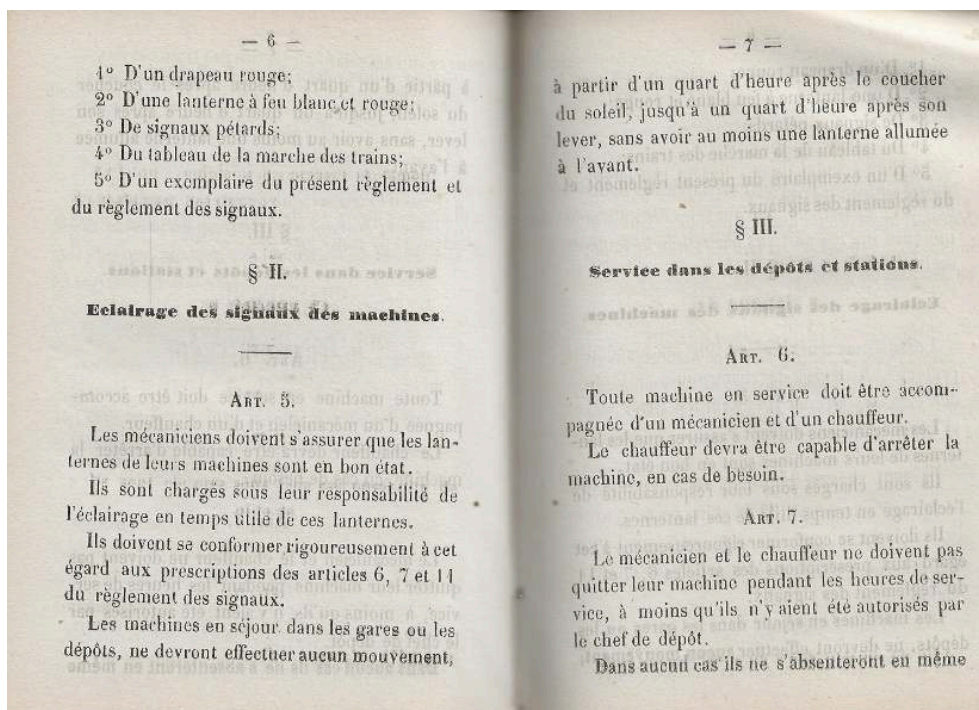 — 6 —
1º D'un drapeau rouge;
2º D'une lanterne à feu blanc et rouge;
3º De signaux pétards;
4º Du tableau de la marche des trains;
5º D'un exemplaire du présent règlement et
du règlement des signaux.
§ II.
Eclairage des signaux des machines.
ART. 5.
Les mécaniciens doivent s'assurer que les lan-
ternes de leurs machines sont en bon état.
Ils sont chargés sous leur responsabilité de
l'éclairage en temps utile de ces lanternes.
Ils doivent se conformer rigoureusement à cet
égard aux prescriptions des articles 6, 7 et 11
du règlement des signaux.
Les machines en séjour dans les gares ou les
dépôts, ne devront effectuer aucun mouvement,
— 7 —
à partir d'un quart d'heure après le coucher
du soleil, jusqu'à un quart d'heure après son
lever, sans avoir au moins une lanterne allumée
à l'avant.
§ III.
Service dans les dépôts et stations.
ART. 6.
Toute machine en service doit être accom-
pagnée d'un mécanicien et d'un chauffeur.
Le chauffeur devra être capable d'arrêter la
machine, en cas de besoin.
ART. 7.
Le mécanicien et le chauffeur ne doivent pas
quitter leur machine pendant les heures de ser-
vice, à moins qu'ils n'y aient été autorisés par
le chef de dépôt.
Dans aucun cas ils ne s'absenteront en même